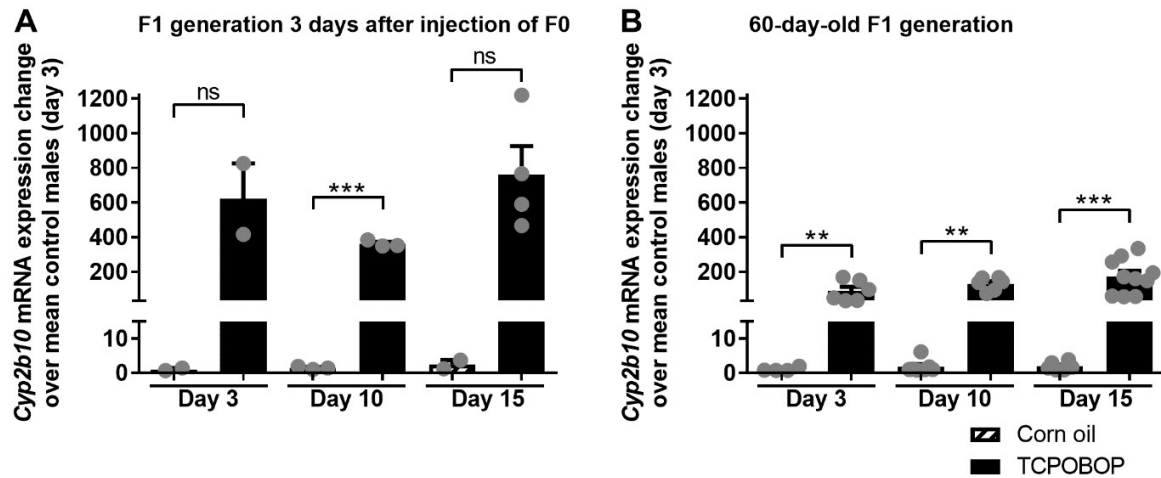 A
F1 generation 3 days after injection of F0
Cyp2b10 mRNA expression change
over mean control males (day 3)
1200
1000
800
600
400
200
10
0
ns
***
ns
Day 3
Day 10
Day 15
B
60-day-old F1 generation
Cyp2b10 mRNA expression change
over mean control males (day 3)
1200
1000
800
600
400
200
10
0
**
**
***
Day 3
Day 10
Day 15
Corn oil
TCPOBOP